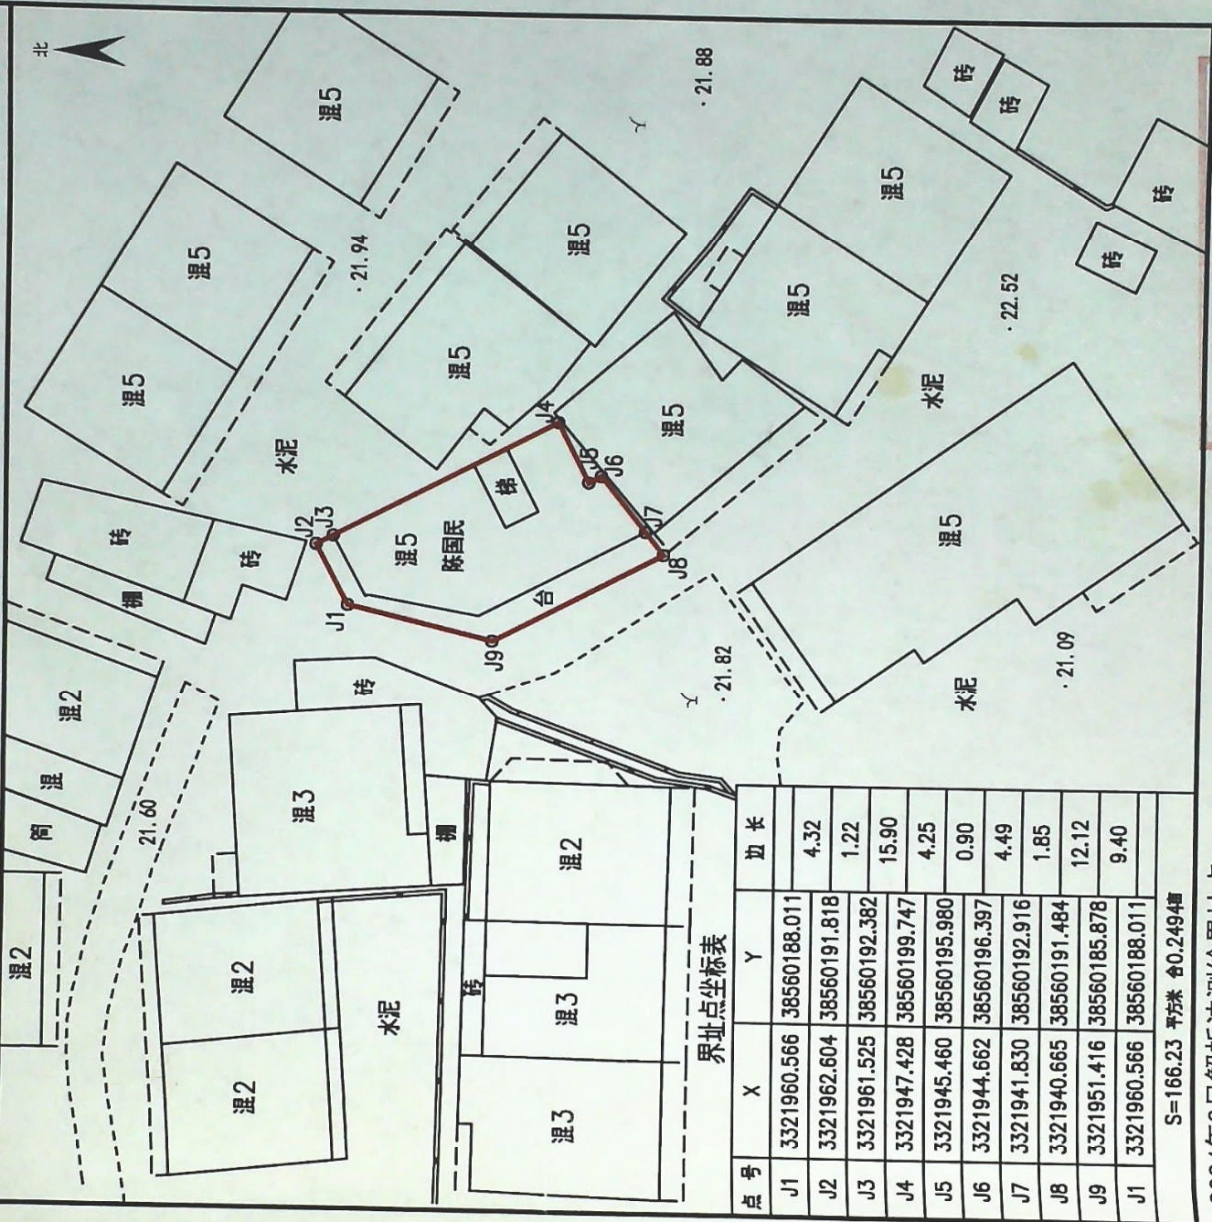 北
混5
混5
混5
21.88
砖
砖
砖
砖
混5
混5
21.94
混5
混5
混5
22.52
混5
水泥
水泥
砖
砖
棚
J1
J2
J3
J4
J5
J6
J7
J8
J9
混5
陈国民
梯
台
混5
21.82
21.09
水泥
混2
混
简
21.60
砖
混3
棚
混2
混2
混2
水泥
砖
混2
混3
混3
界址点坐标表
点 号 X Y 边 长
J1 3321960.566 38560188.011
4.32
J2 3321962.604 38560191.818
1.22
J3 3321961.525 38560192.382
15.90
J4 3321947.428 38560199.747
4.25
J5 3321945.460 38560195.980
0.90
J6 3321944.662 38560196.397
4.49
J7 3321941.830 38560192.916
1.85
J8 3321940.665 38560191.484
12.12
J9 3321951.416 38560185.878
9.40
J1 3321960.566 38560188.011
S=166.23 平方米 合0.2494亩